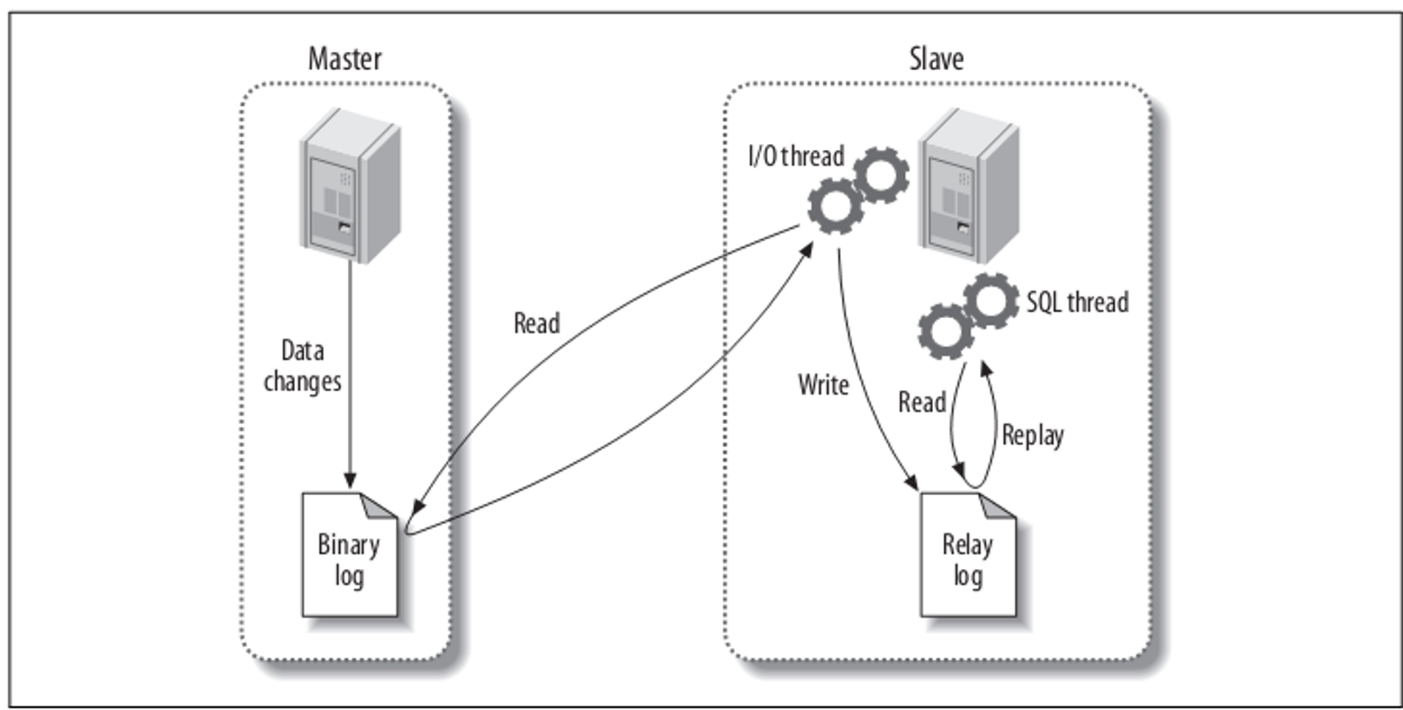 Master
Slave
I/O thread
SQL thread
Read
Data
changes
Write
Read
Replay
Binary
log
Relay
log